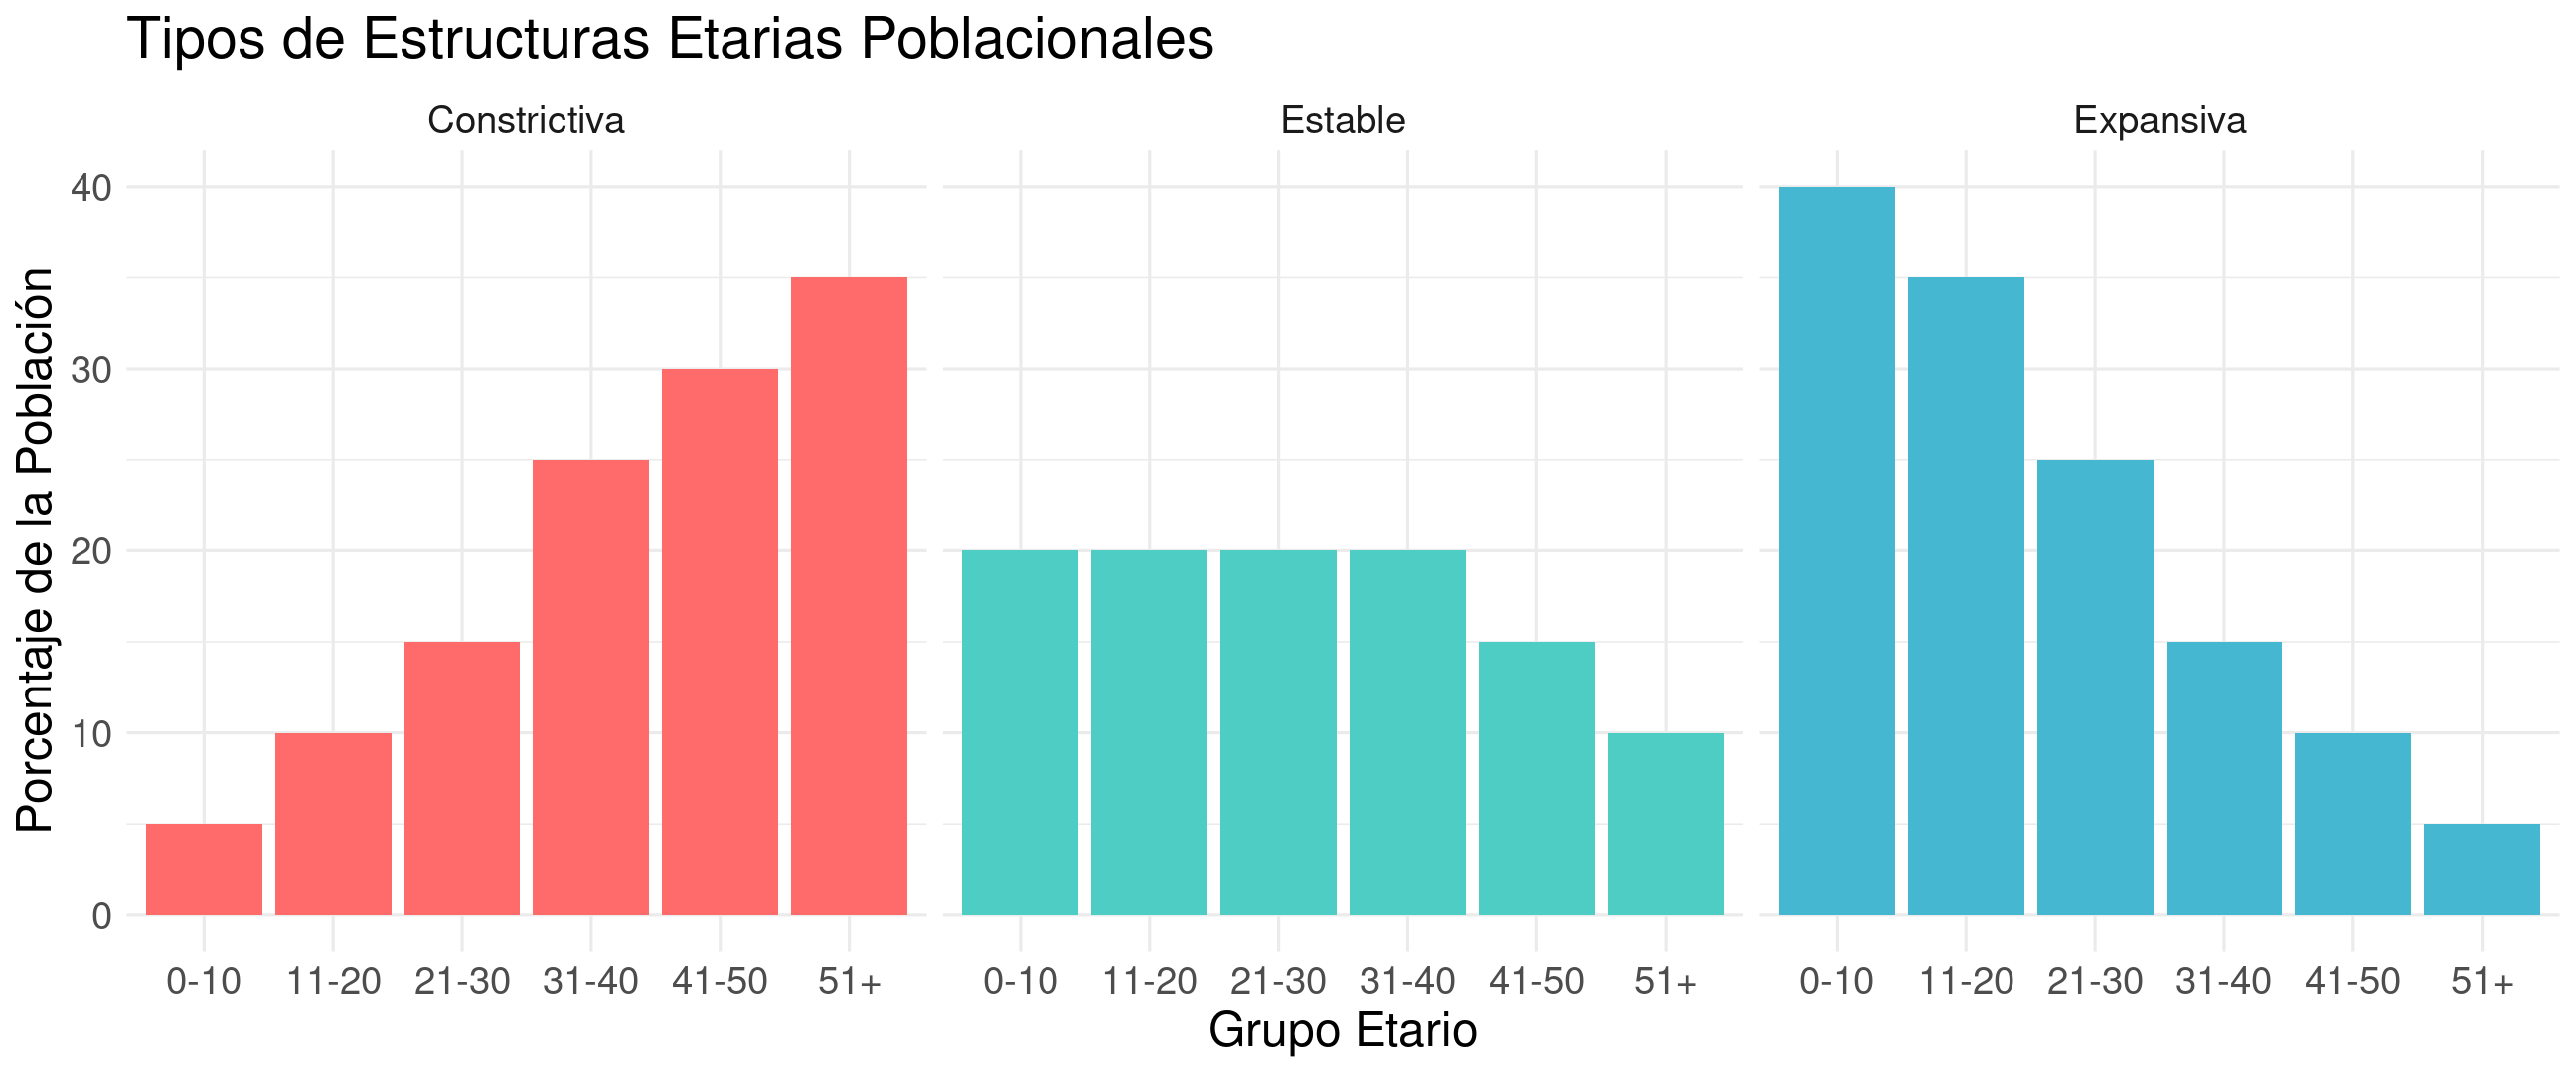 Tipos de Estructuras Etarias Poblacionales
Constrictiva
Estable
Expansiva
Porcentaje de la Población
40
30
20
10
0
0-10 11-20 21-30 31-40 41-50 51+
0-10 11-20 21-30 31-40 41-50 51+
0-10 11-20 21-30 31-40 41-50 51+
Grupo Etario